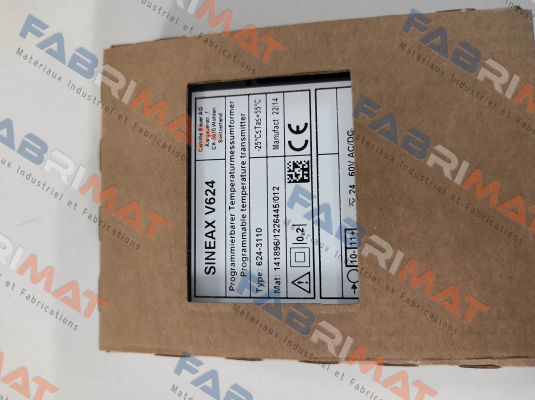 SINEAX V624
Camille Bauer AG
Aargauerstr. 7
CH-5610 Wohlen
Switzerland
Programmierbarer Temperaturmessumformer
Programmable temperature transmitter
Type: 624-3110
-25°C≤Ta≤+55°C
Mat: 141896/1226445/012
Manufact. 22/14
0,2
CE
10- 11+
24..60V AC/DC
FABRIMAT
Materiaux Industriel et Fabrications